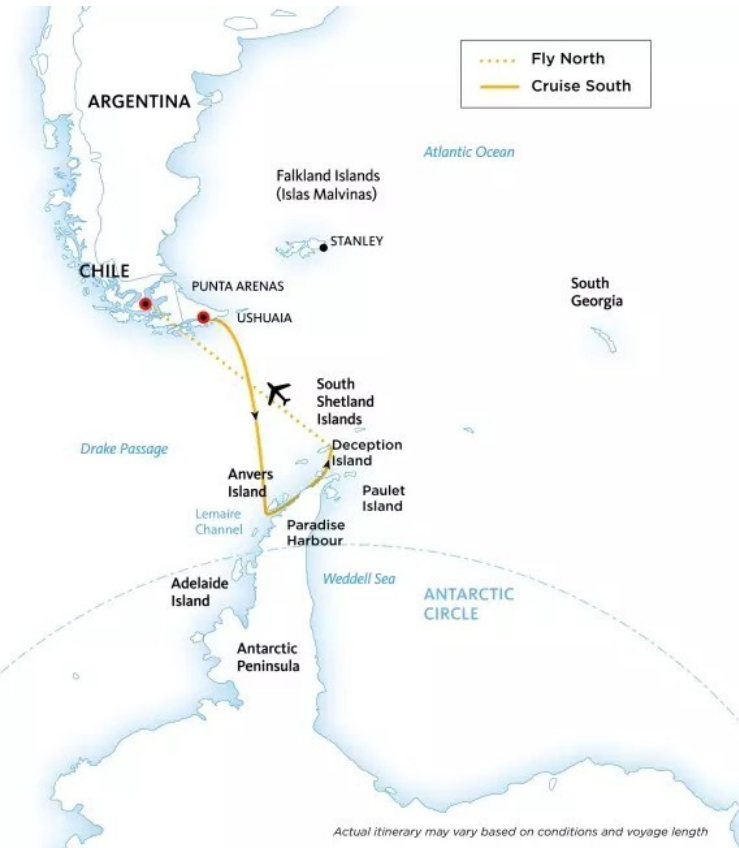 Fly North
Cruise South
ARGENTINA
Atlantic Ocean
Falkland Islands
(Islas Malvinas)
STANLEY
CHILE
PUNTA ARENAS
South
Georgia
USHUAIA
South
Shetland
Islands
Drake Passage
Deception
Island
Anvers
Island
Paulet
Island
Lemaire
Channel
Paradise
Harbour
Weddell Sea
Adelaide
Island
ANTARCTIC
CIRCLE
Antarctic
Peninsula
Actual itinerary may vary based on conditions and voyage length